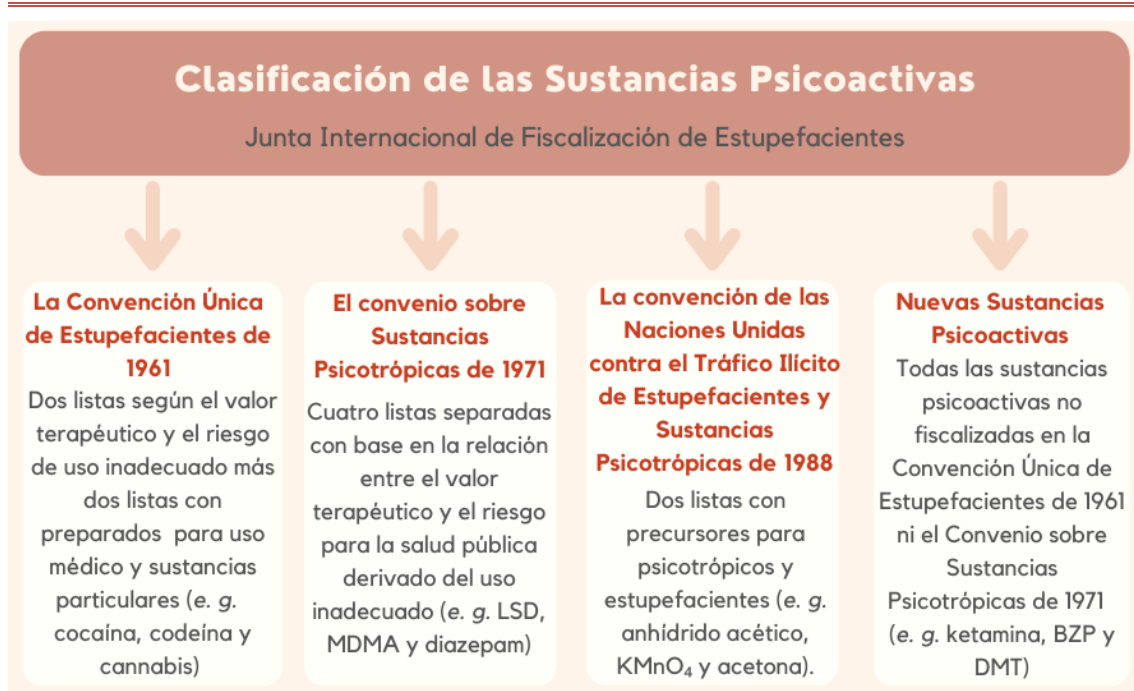 Clasificación de las Sustancias Psicoactivas
Junta Internacional de Fiscalización de Estupefacientes
La Convención Única
de Estupefacientes de
1961
Dos listas según el valor
terapéutico y el riesgo
de uso inadecuado más
dos listas con
preparados para uso
médico y sustancias
particulares (e. g.
cocaína, codeína y
cannabis)
El convenio sobre
Sustancias
Psicotrópicas de 1971
Cuatro listas separadas
con base en la relación
entre el valor
terapéutico y el riesgo
para la salud pública
derivado del uso
inadecuado (e. g. LSD,
MDMA y diazepam)
La convención de las
Naciones Unidas
contra el Tráfico Ilícito
de Estupefacientes y
Sustancias
Psicotrópicas de 1988
Dos listas con
precursores para
psicotrópicos y
estupefacientes (e. g.
anhídrido acético,
KMnO₄ y acetona).
Nuevas Sustancias
Psicoactivas
Todas las sustancias
psicoactivas no
fiscalizadas en la
Convención Única de
Estupefacientes de 1961
ni el Convenio sobre
Sustancias
Psicotrópicas de 1971
(e. g. ketamina, BZP y
DMT)